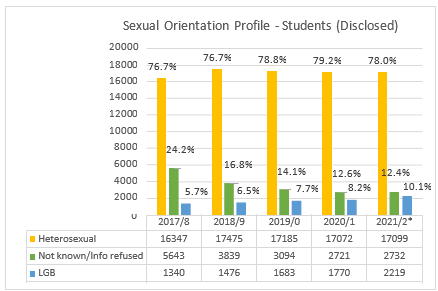 Sexual Orientation Profile - Students (Disclosed)
20000
18000
16000
14000
12000
10000
8000
6000
4000
2000
0
76.7% 76.7% 78.8% 79.2% 78.0%
24.2% 16.8% 14.1% 12.6% 12.4%
5.7% 6.5% 7.7% 8.2% 10.1%
2017/8 2018/9 2019/0 2020/1 2021/2*
Heterosexual 16347 17475 17185 17072 17099
Not known/Info refused 5643 3839 3094 2721 2732
LGB 1340 1476 1683 1770 2219